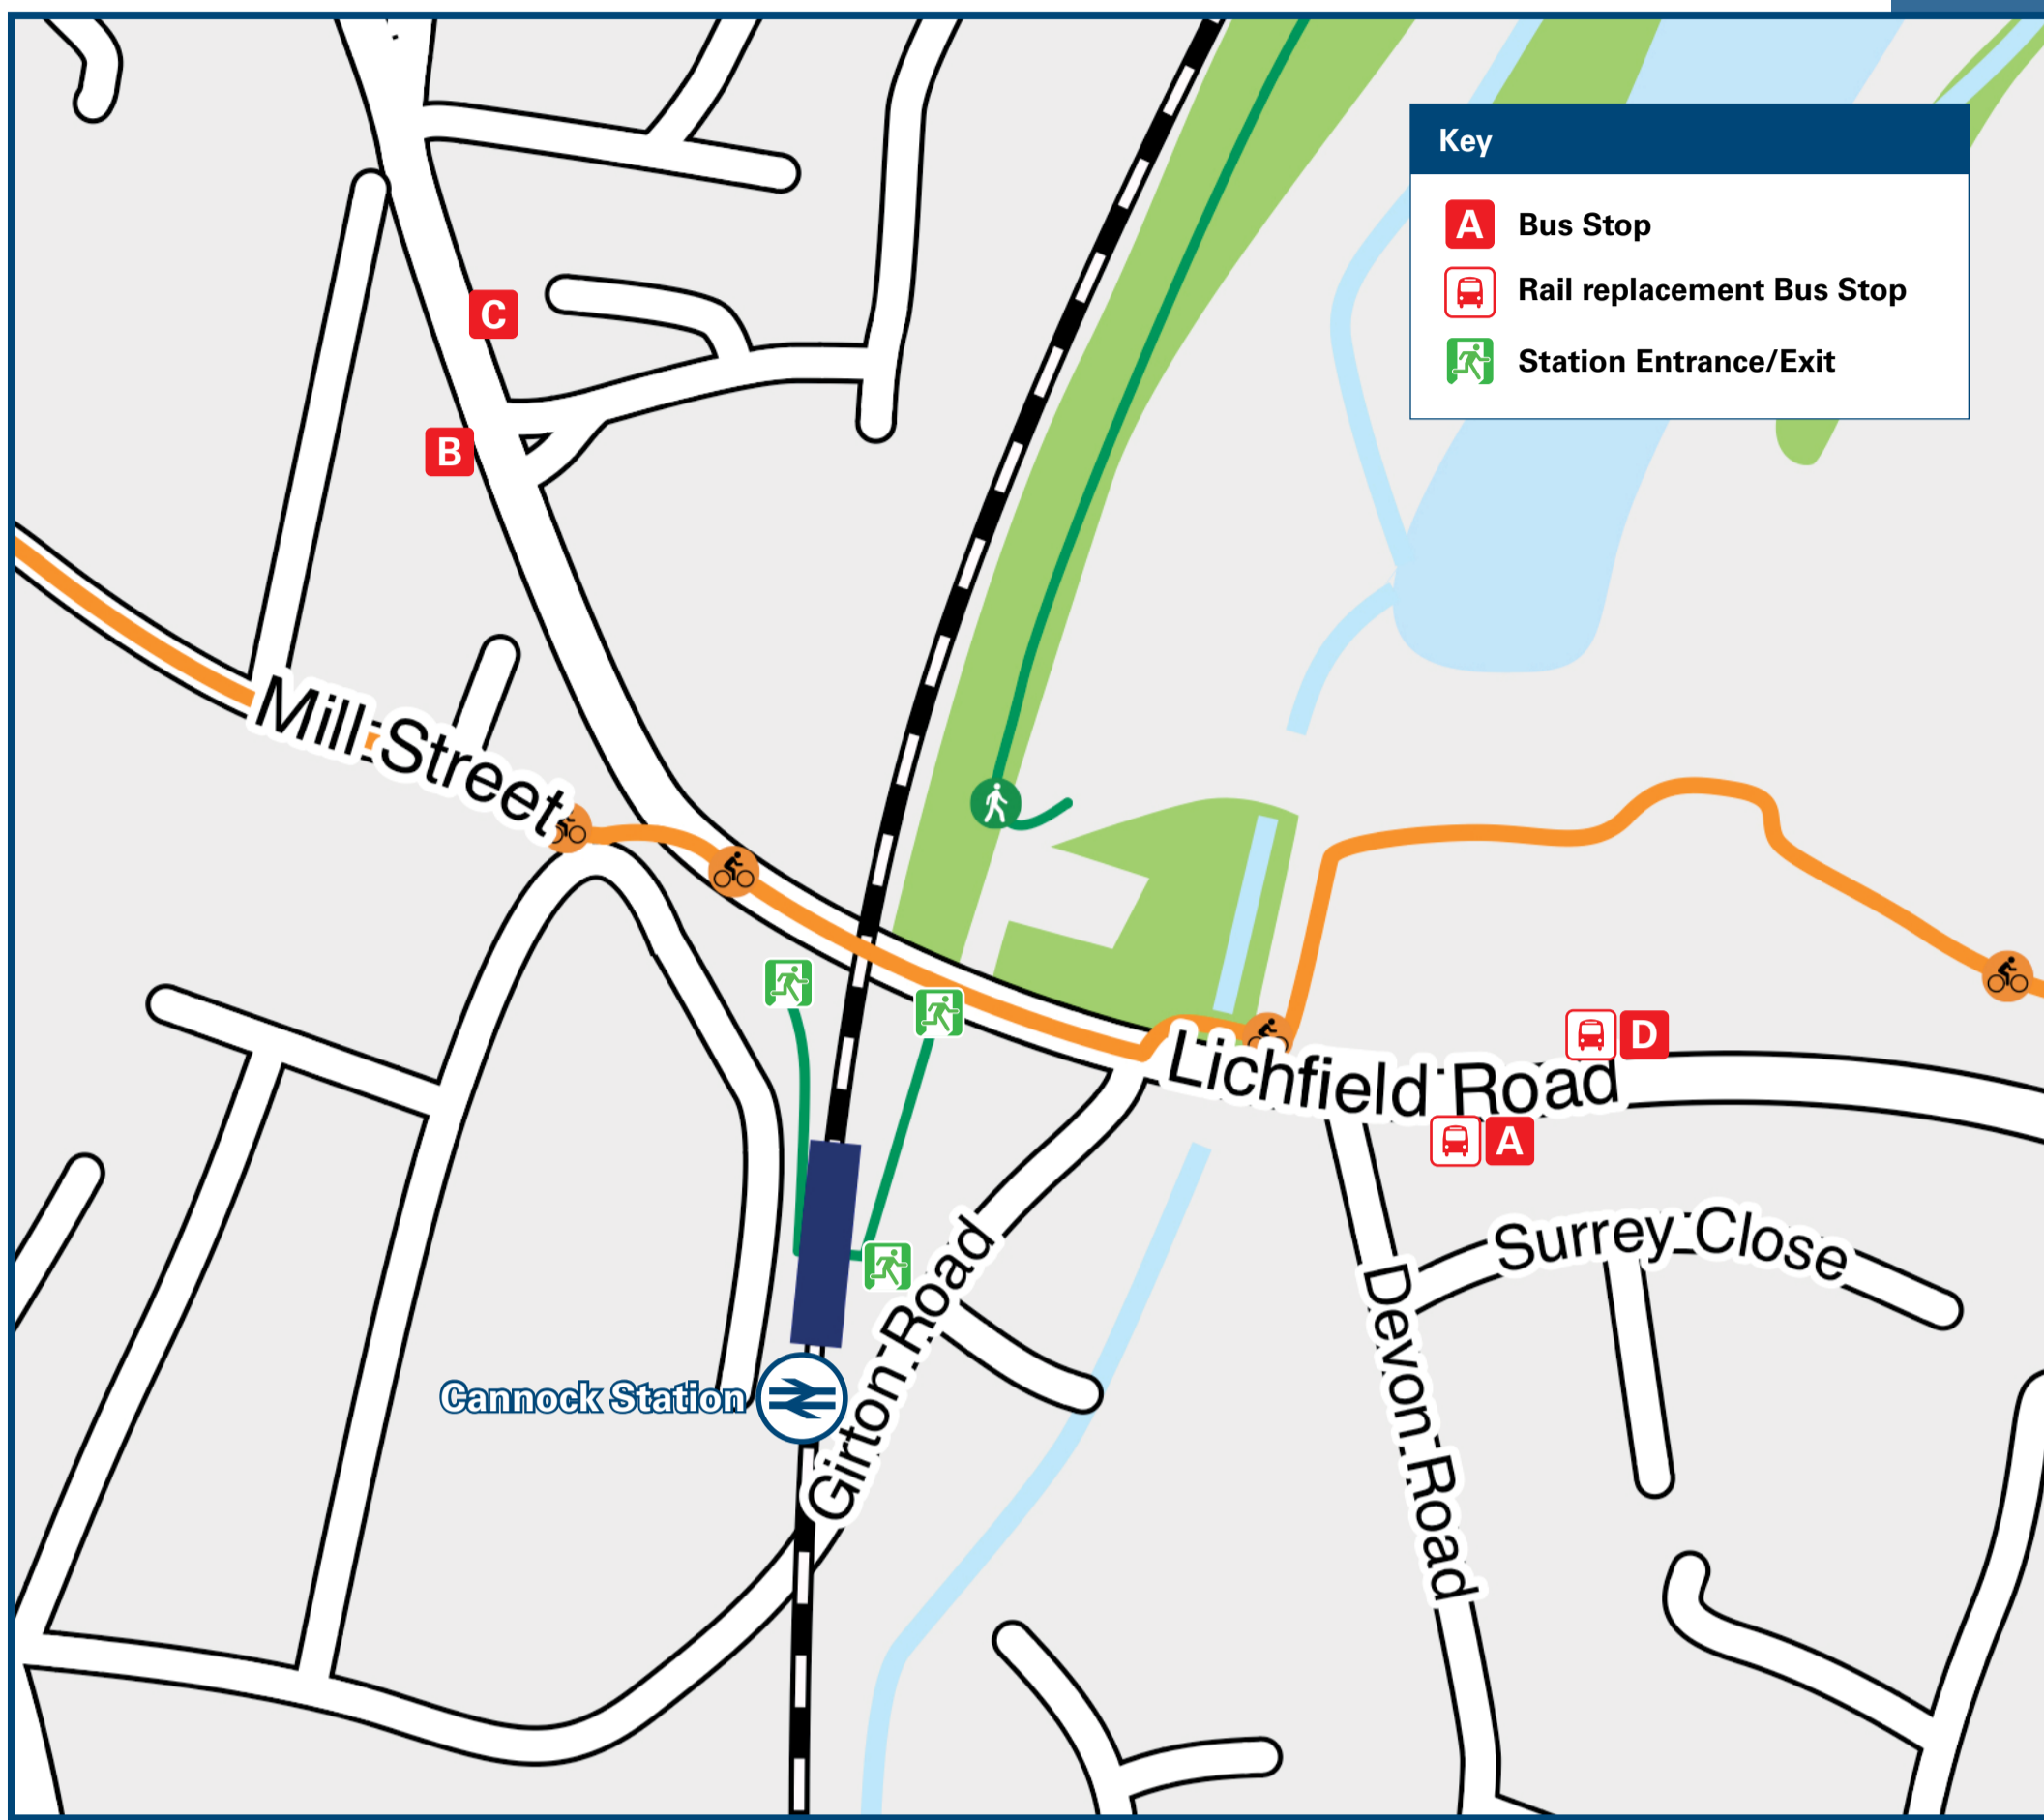 Key
A Bus Stop
Rail replacement Bus Stop
Station Entrance/Exit
C
B
Mill Street
D
Lichfield Road
A
Surrey Close
Devon Road
Girton Road
Cannock Station